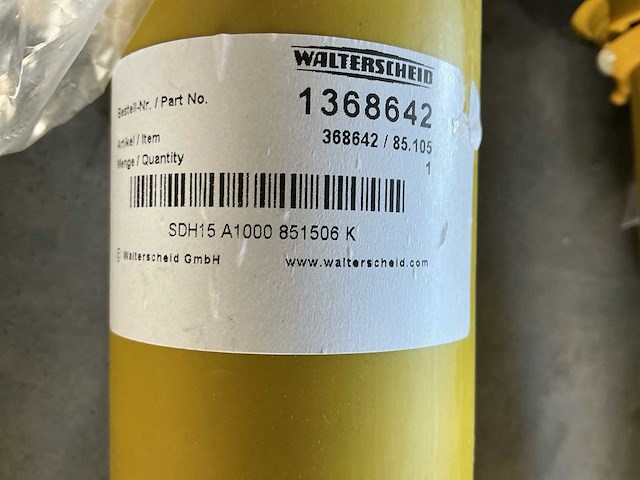 WALTERSCHEID
Bestell-Nr. / Part No. 1368642
Artikel / Item 368642 / 85.105
Menge / Quantity 1
SDH15 A1000 851506 K
© Walterscheid GmbH www.walterscheid.com